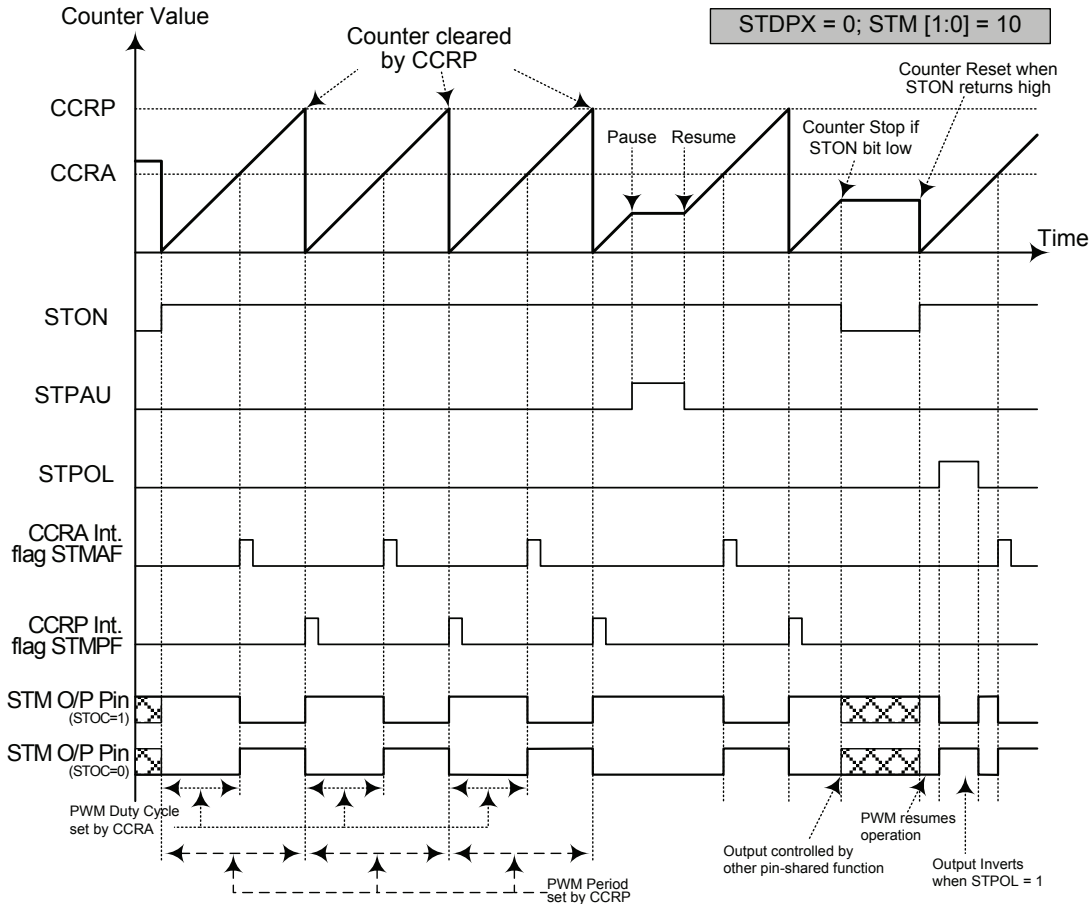 Counter Value
STDPX = 0; STM [1:0] = 10
Counter cleared
by CCRP
Counter Reset when
STON returns high
CCRP
Pause
Resume
Counter Stop if
STON bit low
CCRA
Time
STON
STPAU
STPOL
CCRA Int.
flag STMAF
CCRP Int.
flag STMPF
STM O/P Pin
(STOC=1)
STM O/P Pin
(STOC=0)
PWM Duty Cycle
set by CCRA
PWM resumes
operation
Output controlled by
other pin-shared function
Output Inverts
when STPOL = 1
PWM Period
set by CCRP